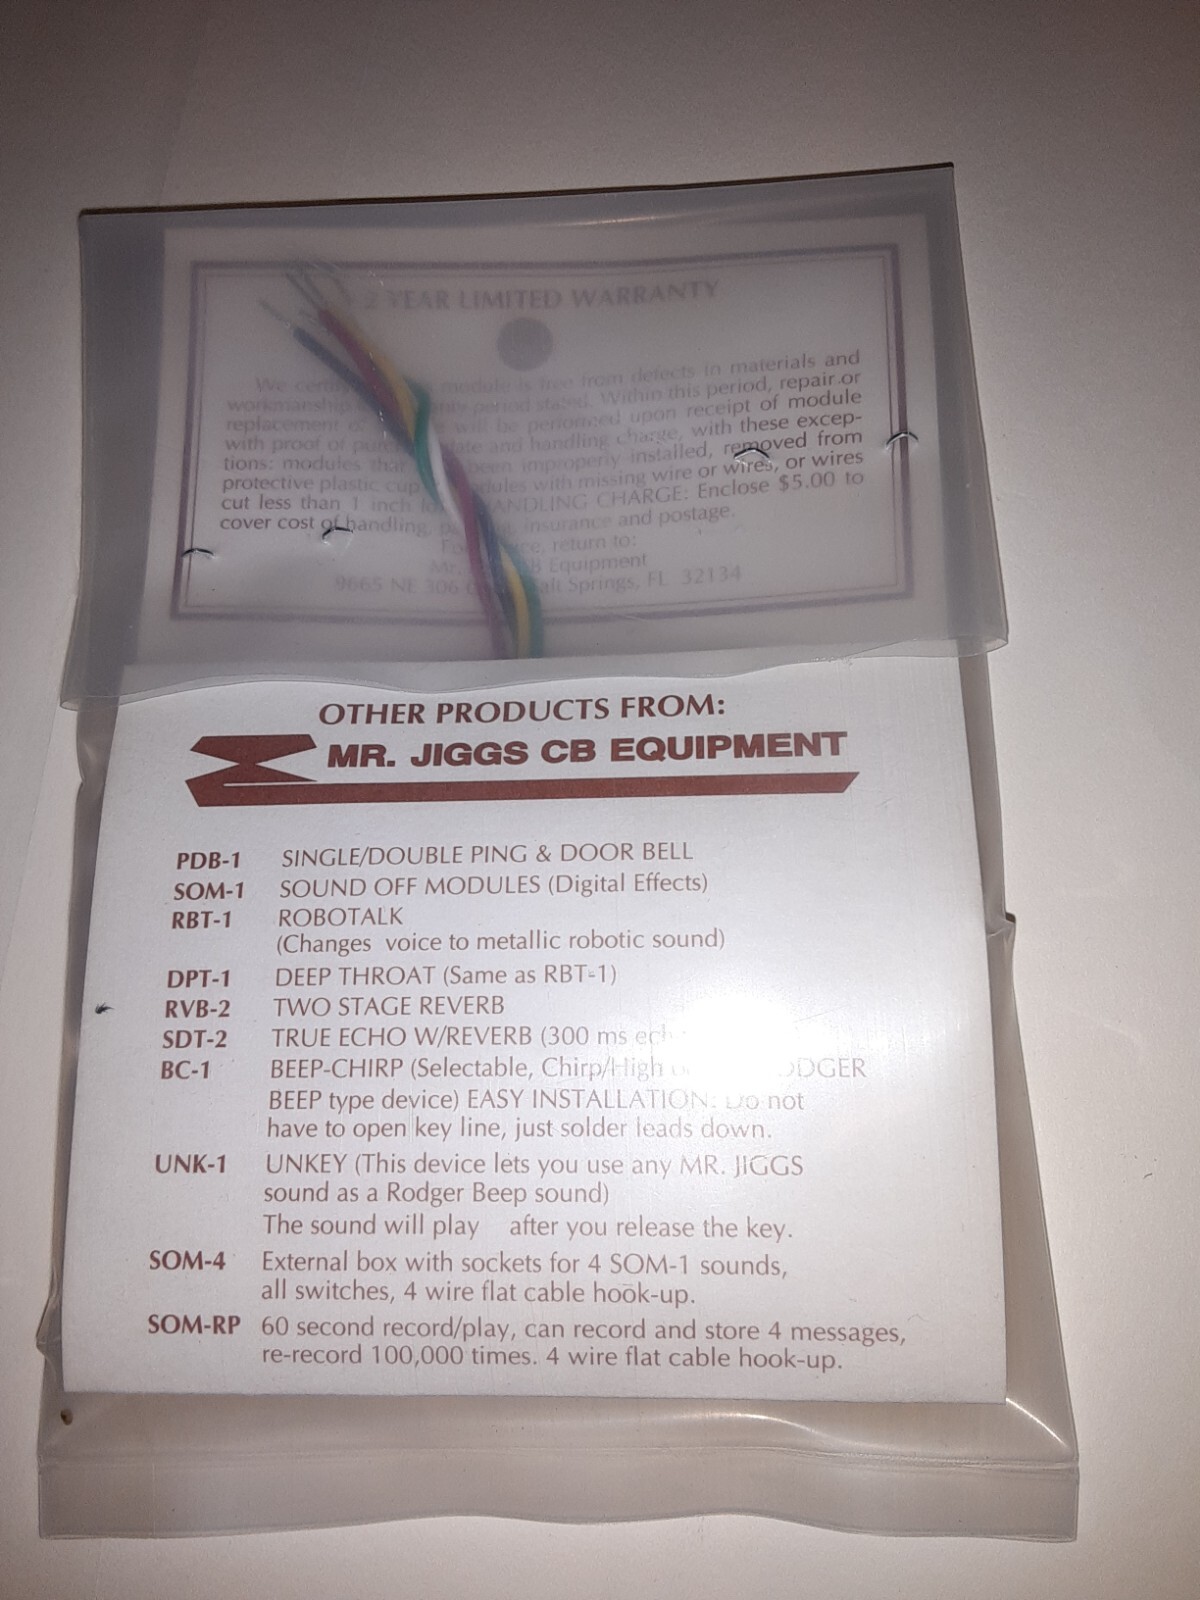 2 YEAR LIMITED WARRANTY
We module is free from defects in materials and
workmanship period stated. Within this period, repair or
replacement will be performed upon receipt of module
with proof of date and handling charge, with these excep-
tions: modules that been improperly installed, removed from
protective plastic cup, modules with missing wire or wires, or wires
cut less than 1 inch HANDLING CHARGE: Enclose $5.00 to
cover cost of handling, insurance and postage.
return to:
Mr. CB Equipment
9665 NE 306 Salt Springs, FL 32134
OTHER PRODUCTS FROM:
MR. JIGGS CB EQUIPMENT
PDB-1 SINGLE/DOUBLE PING & DOOR BELL
SOM-1 SOUND OFF MODULES (Digital Effects)
RBT-1 ROBOTALK
(Changes voice to metallic robotic sound)
DPT-1 DEEP THROAT (Same as RBT-1)
RVB-2 TWO STAGE REVERB
SDT-2 TRUE ECHO W/REVERB (300 ms
BC-1 BEEP-CHIRP (Selectable, Chirp/High RODGER
BEEP type device) EASY INSTALLATION: Do not
have to open key line, just solder leads down.
UNK-1 UNKEY (This device lets you use any MR. JIGGS
sound as a Rodger Beep sound)
The sound will play after you release the key.
SOM-4 External box with sockets for 4 SOM-1 sounds,
all switches, 4 wire flat cable hook-up.
SOM-RP 60 second record/play, can record and store 4 messages,
re-record 100,000 times. 4 wire flat cable hook-up.